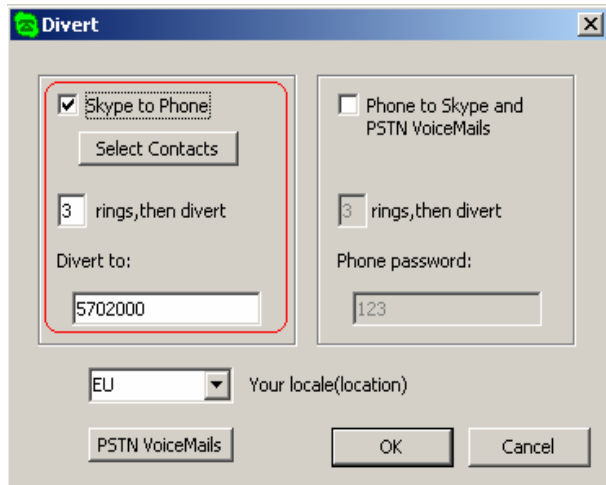 Divert
Skype to Phone
Select Contacts
3 rings,then divert
Divert to:
5702000
Phone to Skype and
PSTN VoiceMails
3 rings,then divert
Phone password:
123
EU Your locale(location)
PSTN VoiceMails
OK
Cancel